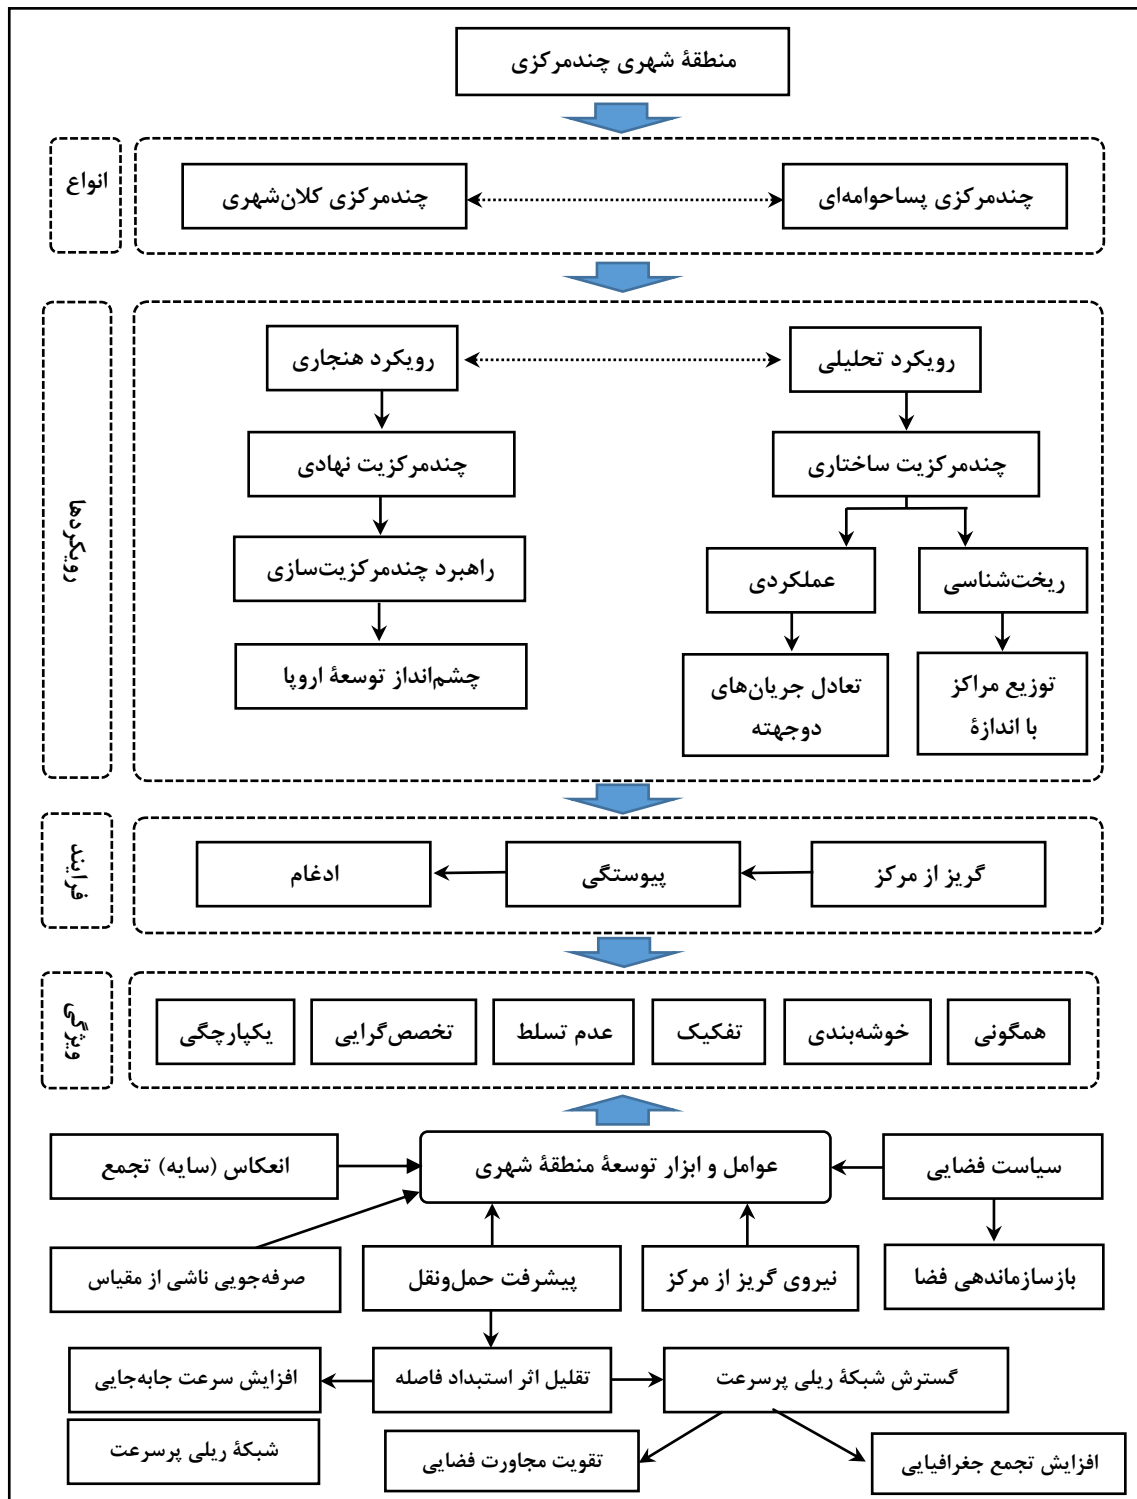 منطقهٔ شهری چندمرکزی
انواع
چندمرکزی پساحوامه‌ای
چندمرکزی کلان‌شهری
رویکردها
رویکرد تحلیلی
رویکرد هنجاری
چندمرکزیت ساختاری
چندمرکزیت نهادی
ریخت‌شناسی
عملکردی
راهبرد چندمرکزیت‌سازی
توزیع مراکز
با اندازهٔ
تعادل جریان‌های
دوجهته
چشم‌انداز توسعهٔ اروپا
فرایند
گریز از مرکز
پیوستگی
ادغام
ویژگی
همگونی
خوشه‌بندی
تفکیک
عدم تسلط
تخصص‌گرایی
یکپارچگی
سیاست فضایی
عوامل و ابزار توسعهٔ منطقهٔ شهری
انعکاس (سایه) تجمع
بازسازماندهی فضا
نیروی گریز از مرکز
پیشرفت حمل‌ونقل
صرفه‌جویی ناشی از مقیاس
گسترش شبکهٔ ریلی پرسرعت
تقلیل اثر استبداد فاصله
افزایش سرعت جابه‌جایی
افزایش تجمع جغرافیایی
تقویت مجاورت فضایی
شبکهٔ ریلی پرسرعت